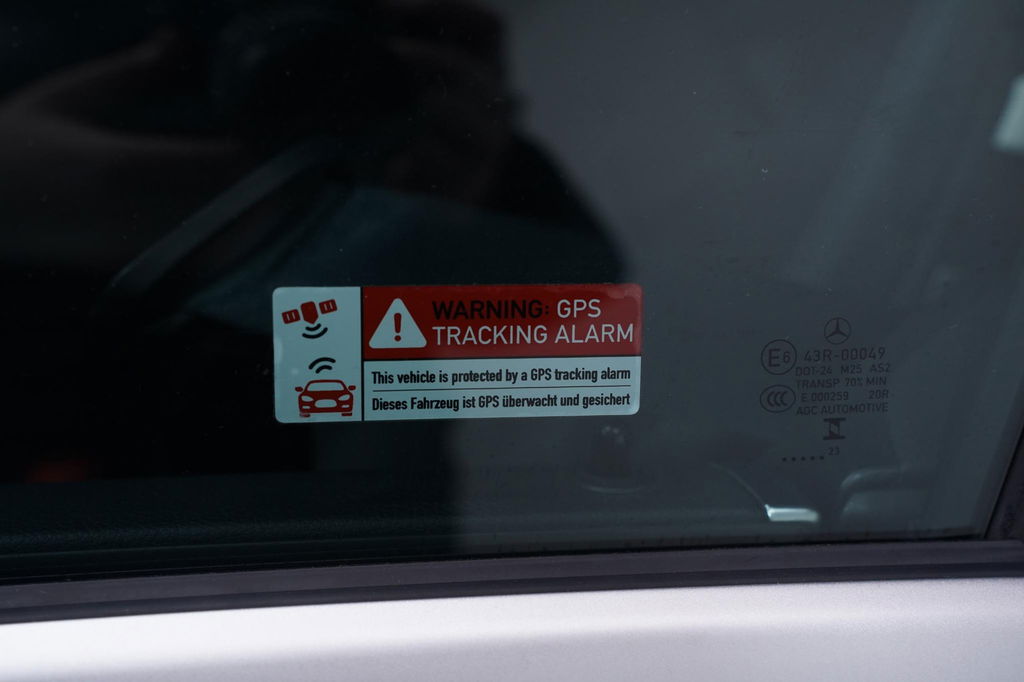 WARNING: GPS
TRACKING ALARM
This vehicle is protected by a GPS tracking alarm
Dieses Fahrzeug ist GPS überwacht und gesichert
E6 43R-00049
DOT-24 M25 AS2
TRANSP 70% MIN
CCC E 000259 20R-
AGC AUTOMOTIVE
23